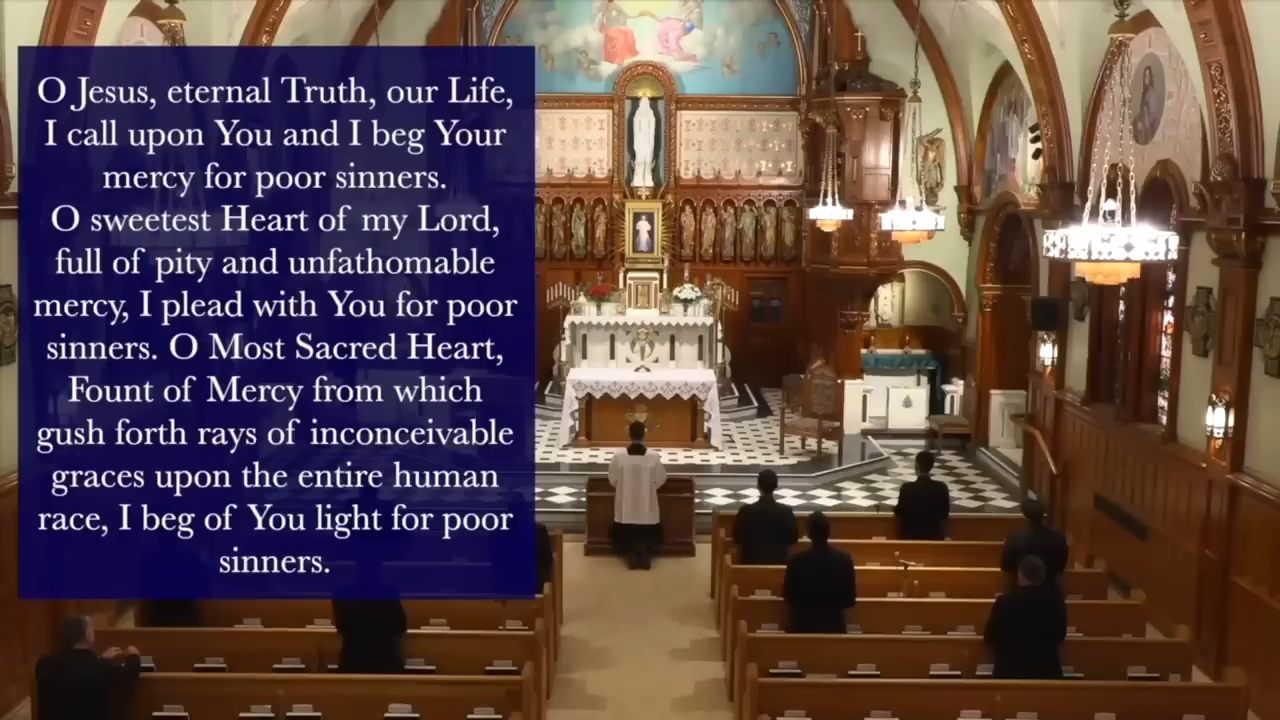 O Jesus, eternal Truth, our Life,
I call upon You and I beg Your
mercy for poor sinners.
O sweetest Heart of my Lord,
full of pity and unfathomable
mercy, I plead with You for poor
sinners. O Most Sacred Heart,
Fount of Mercy from which
gush forth rays of inconceivable
graces upon the entire human
race, I beg of You light for poor
sinners.